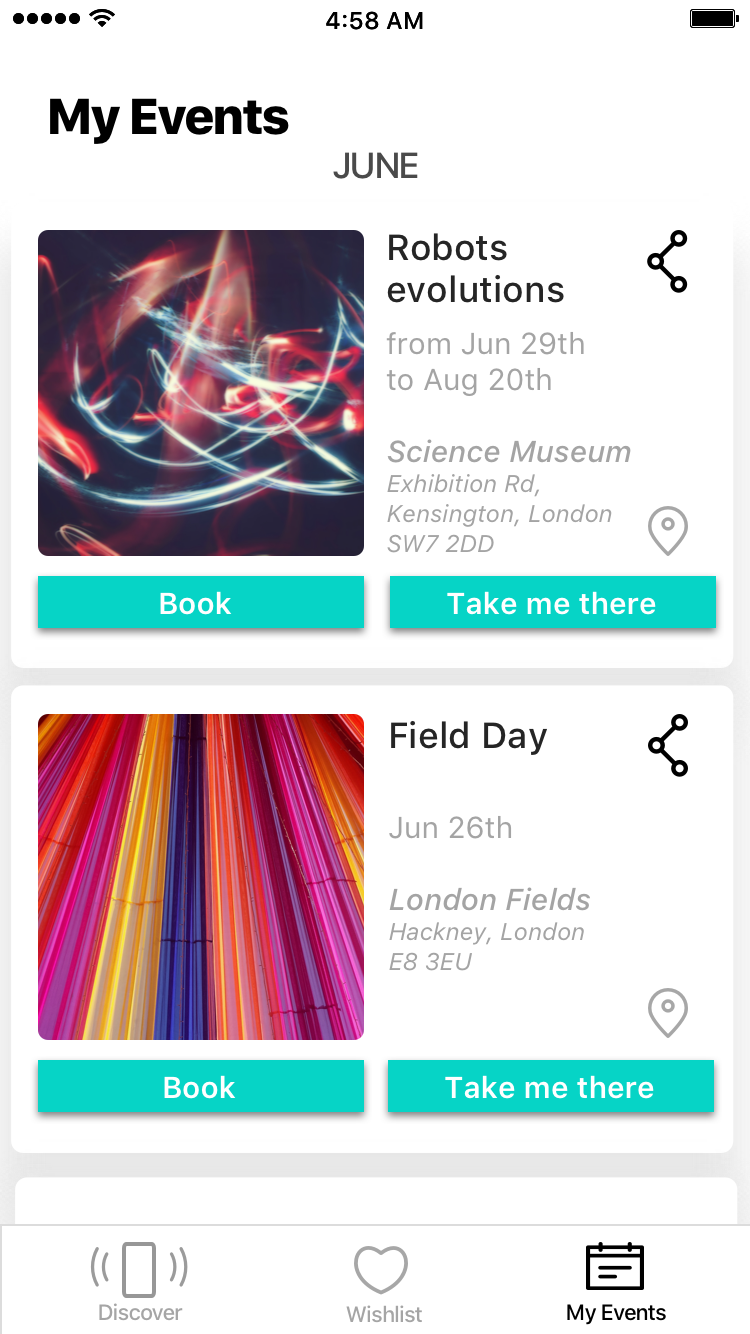 4:58 AM
My Events
JUNE
Robots
evolutions
from Jun 29th
to Aug 20th
Science Museum
Exhibition Rd,
Kensington, London
SW7 2DD
Book
Take me there
Field Day
Jun 26th
London Fields
Hackney, London
E8 3EU
Book
Take me there
Discover
Wishlist
My Events